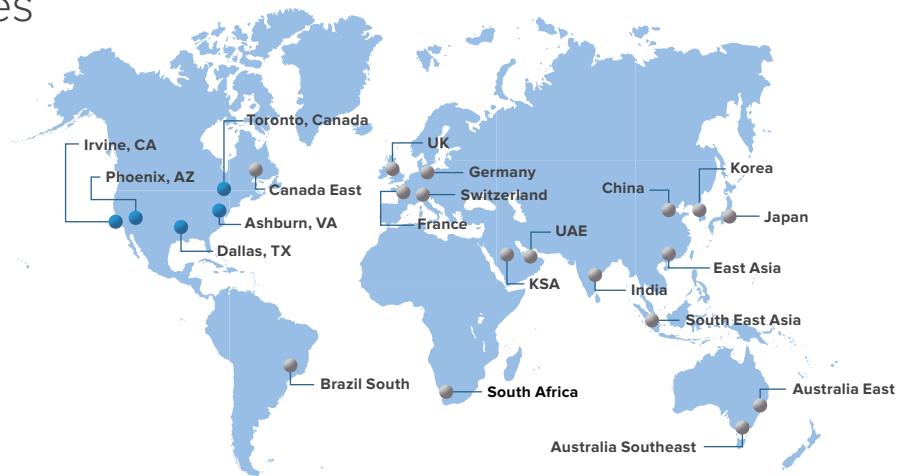 es
Toronto, Canada
Irvine, CA
UK
Phoenix, AZ
Germany
Korea
Canada East
Switzerland
China
Ashburn, VA
France
Japan
Dallas, TX
UAE
East Asia
KSA
India
South East Asia
Brazil South
South Africa
Australia East
Australia Southeast